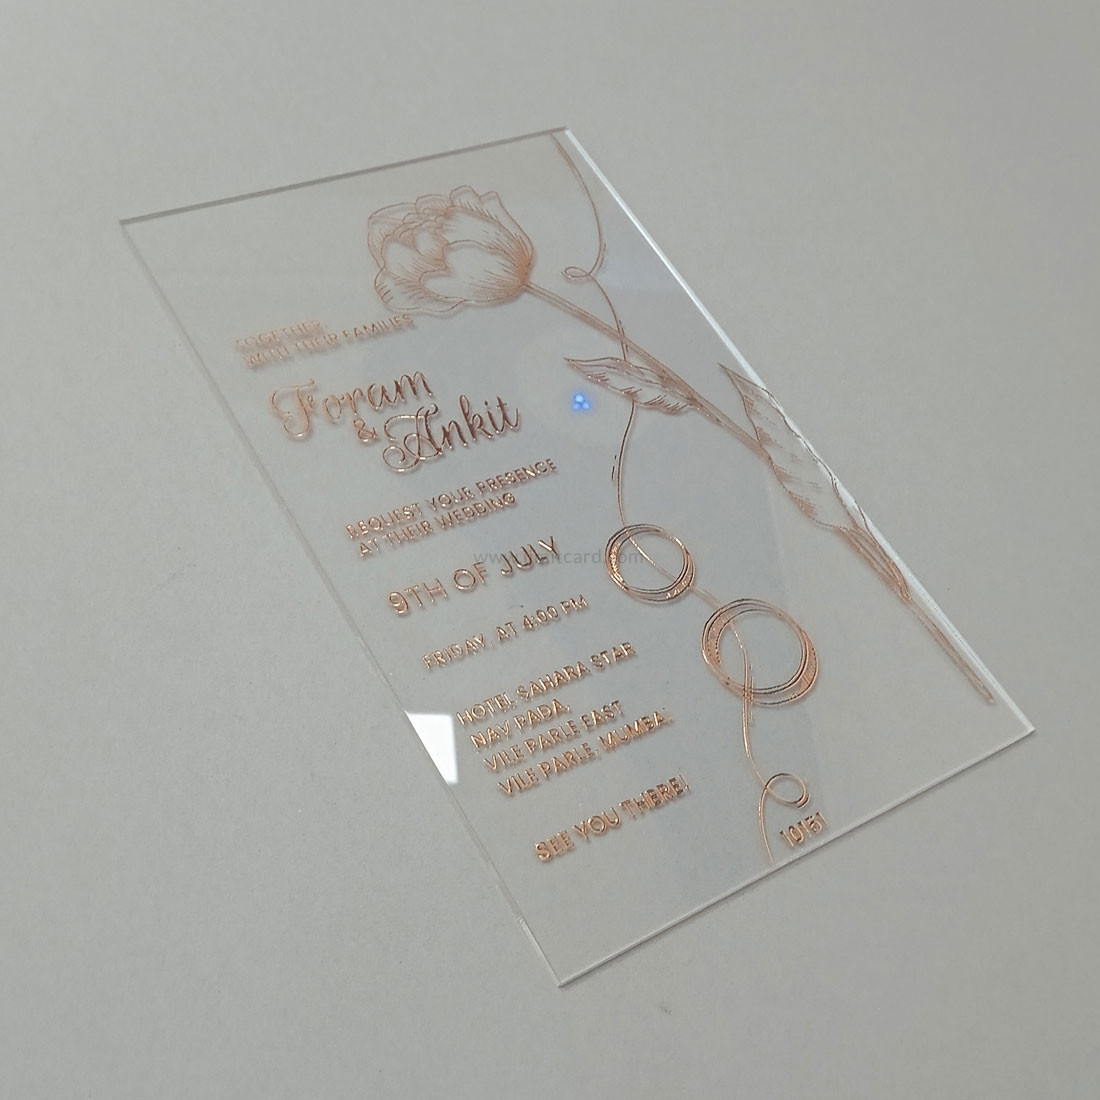 TOGETHER
WITH THEIR FAMILIES
Foram
& Ankit
REQUEST YOUR PRESENCE
AT THEIR WEDDING
9TH OF JULY
FRIDAY, AT 4:00 PM
HOTEL SAHARA STAR
NAV PADA,
VILE PARLE EAST
VILE PARLE, MUMBAI.
SEE YOU THERE!
10151